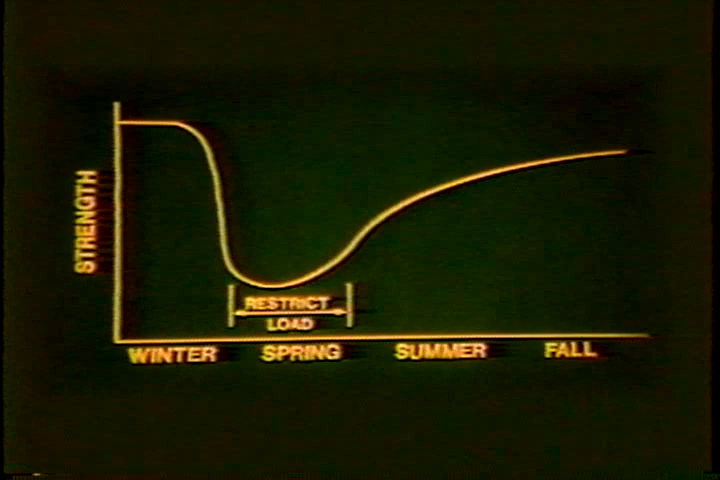 STRENGTH
RESTRICT
LOAD
WINTER SPRING SUMMER FALL